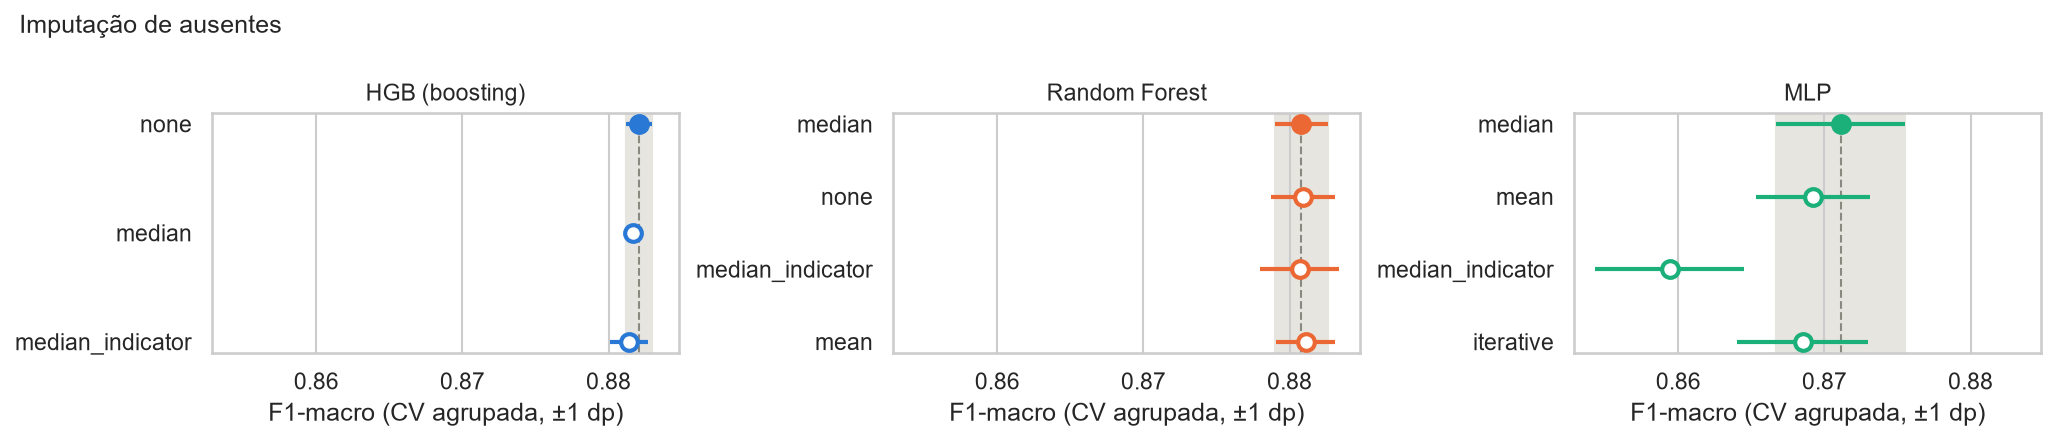 Imputação de ausentes
HGB (boosting)
none
median
median_indicator
0.86 0.87 0.88
F1-macro (CV agrupada, ±1 dp)
Random Forest
median
none
median_indicator
mean
0.86 0.87 0.88
F1-macro (CV agrupada, ±1 dp)
MLP
median
mean
median_indicator
iterative
0.86 0.87 0.88
F1-macro (CV agrupada, ±1 dp)